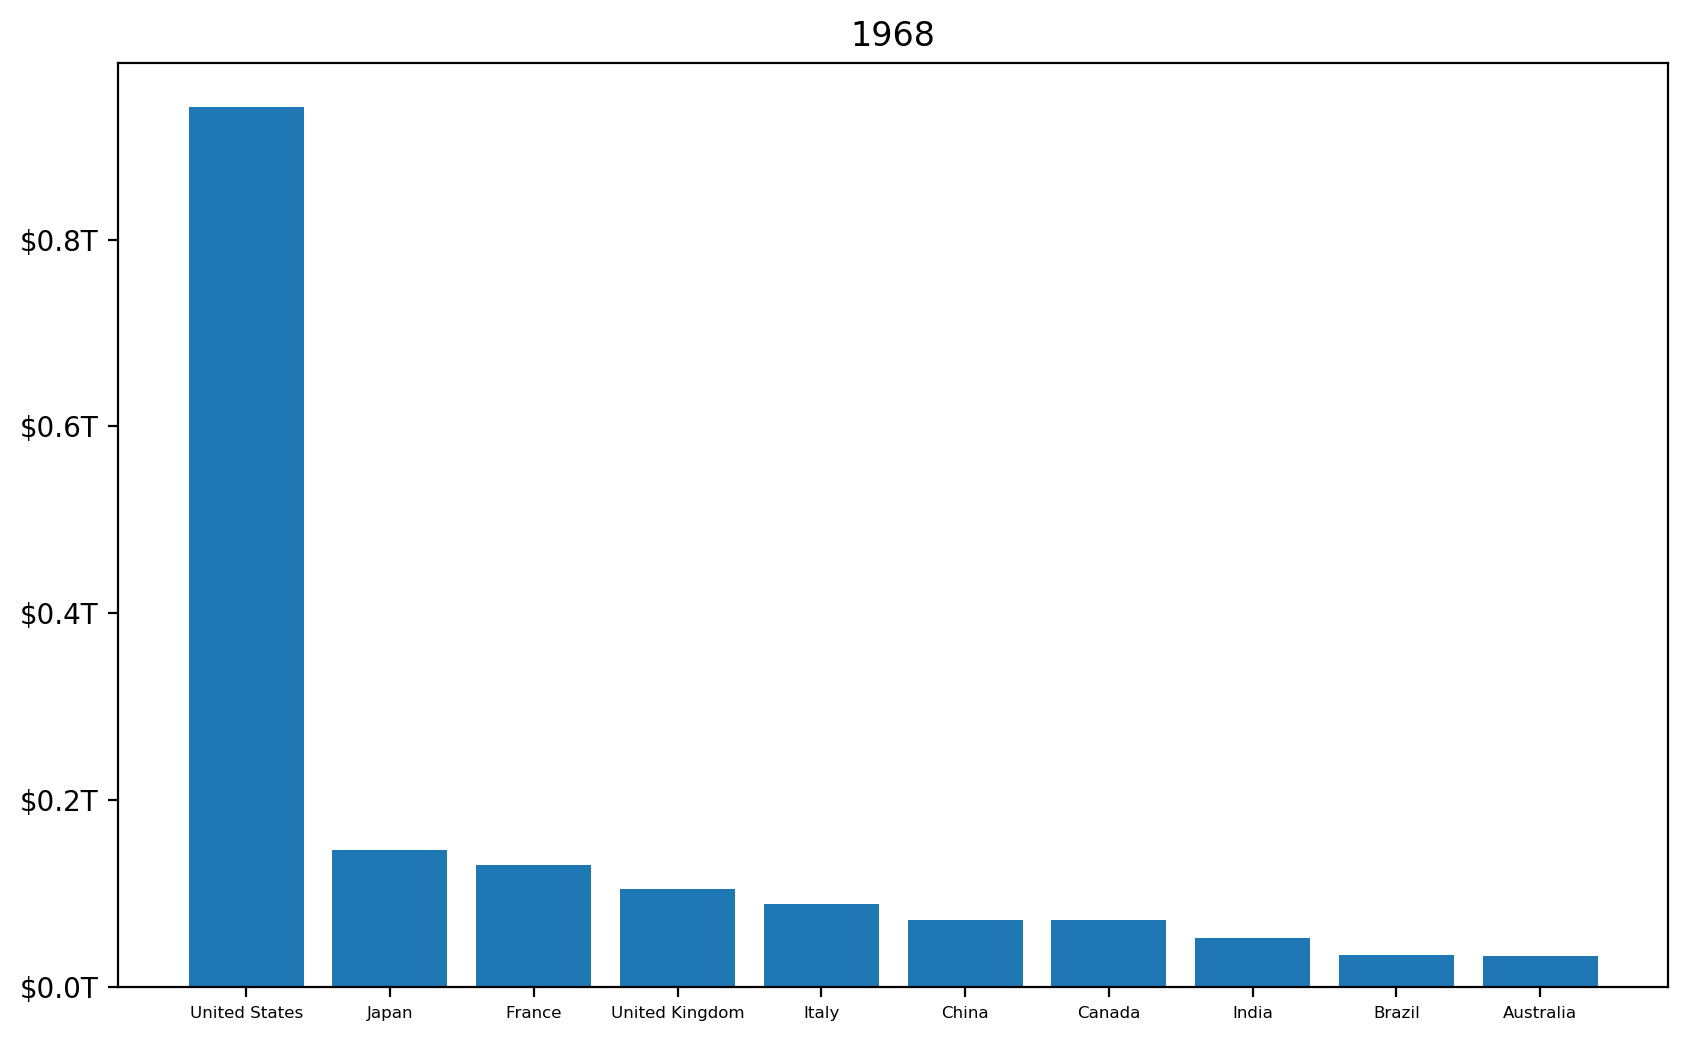 1968
$0.8T
$0.6T
$0.4T
$0.2T
$0.0T
United States Japan France United Kingdom Italy China Canada India Brazil Australia